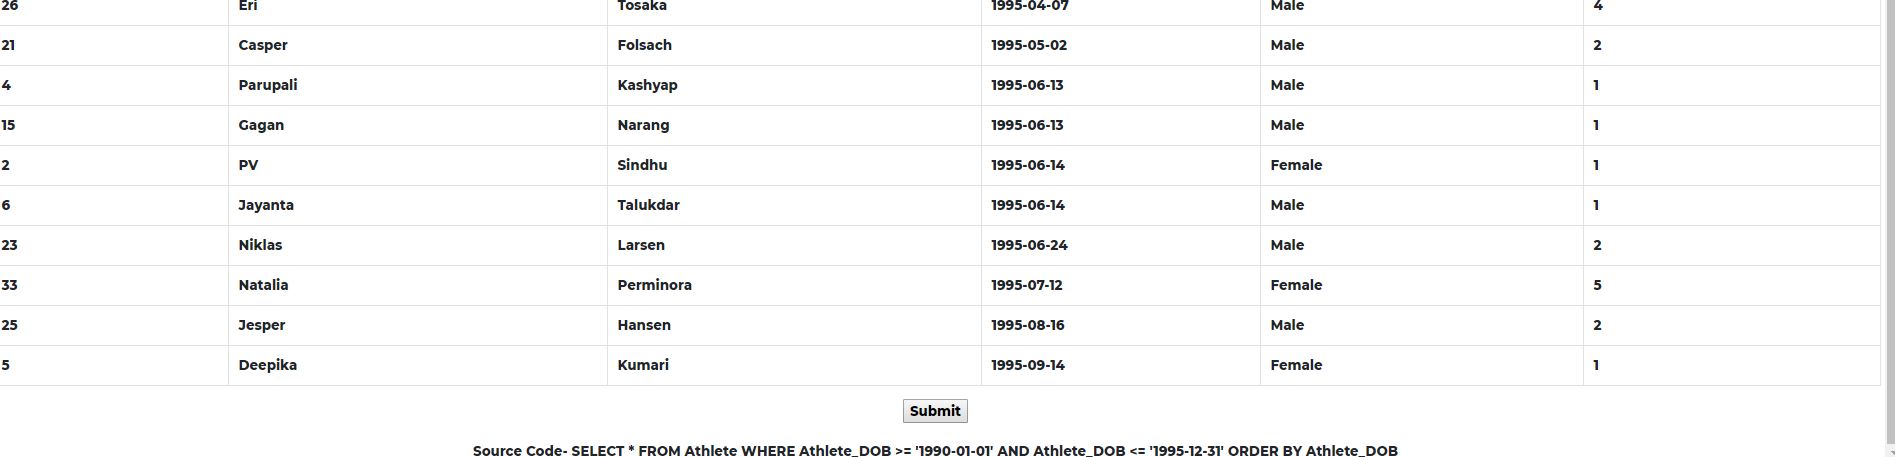 26 Eri Tosaka 1995-04-07 Male 4
21 Casper Folsach 1995-05-02 Male 2
4 Parupali Kashyap 1995-06-13 Male 1
15 Gagan Narang 1995-06-13 Male 1
2 PV Sindhu 1995-06-14 Female 1
6 Jayanta Talukdar 1995-06-14 Male 1
23 Niklas Larsen 1995-06-24 Male 2
33 Natalia Perminora 1995-07-12 Female 5
25 Jesper Hansen 1995-08-16 Male 2
5 Deepika Kumari 1995-09-14 Female 1
Submit
Source Code- SELECT * FROM Athlete WHERE Athlete_DOB >= '1990-01-01' AND Athlete_DOB <= '1995-12-31' ORDER BY Athlete_DOB